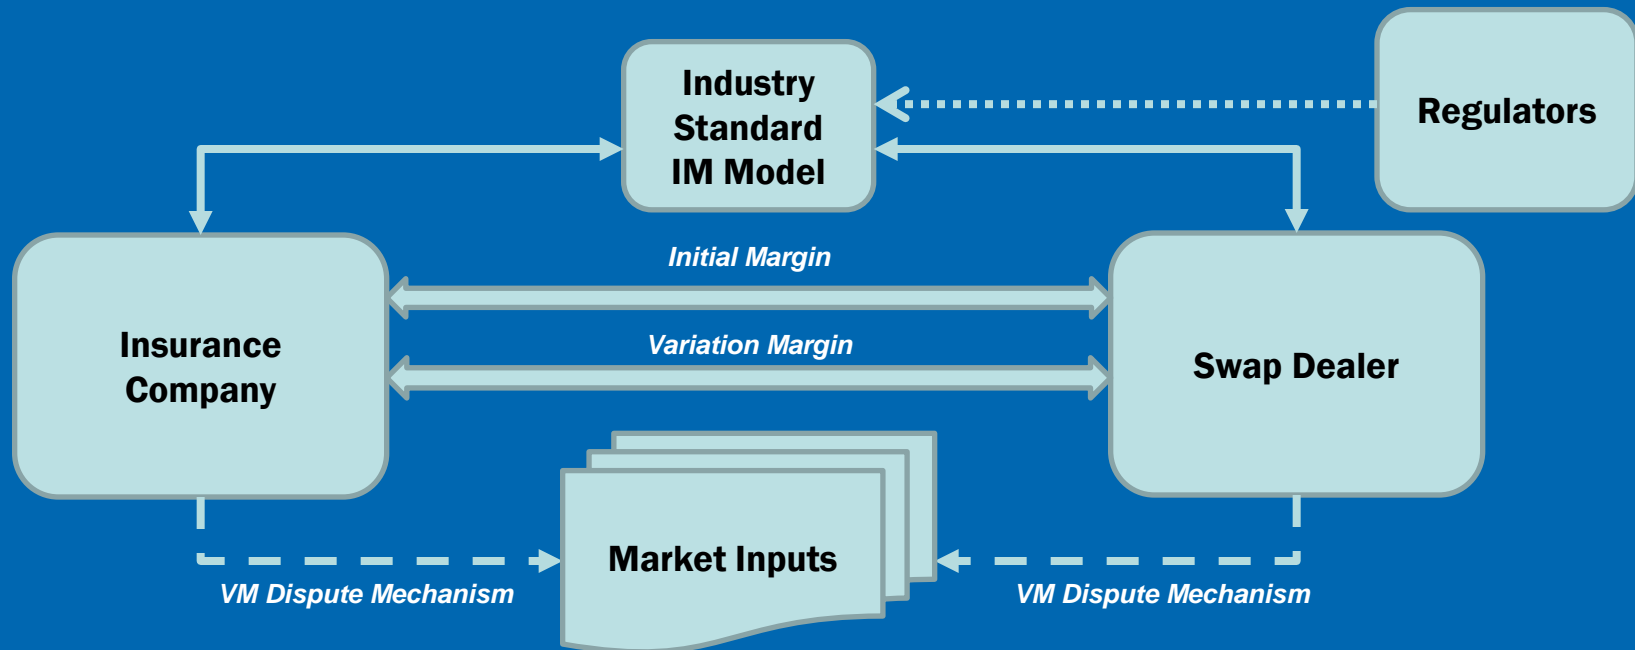 Industry
Standard
IM Model
Regulators
Initial Margin
Insurance
Company
Variation Margin
Swap Dealer
Market Inputs
VM Dispute Mechanism
VM Dispute Mechanism